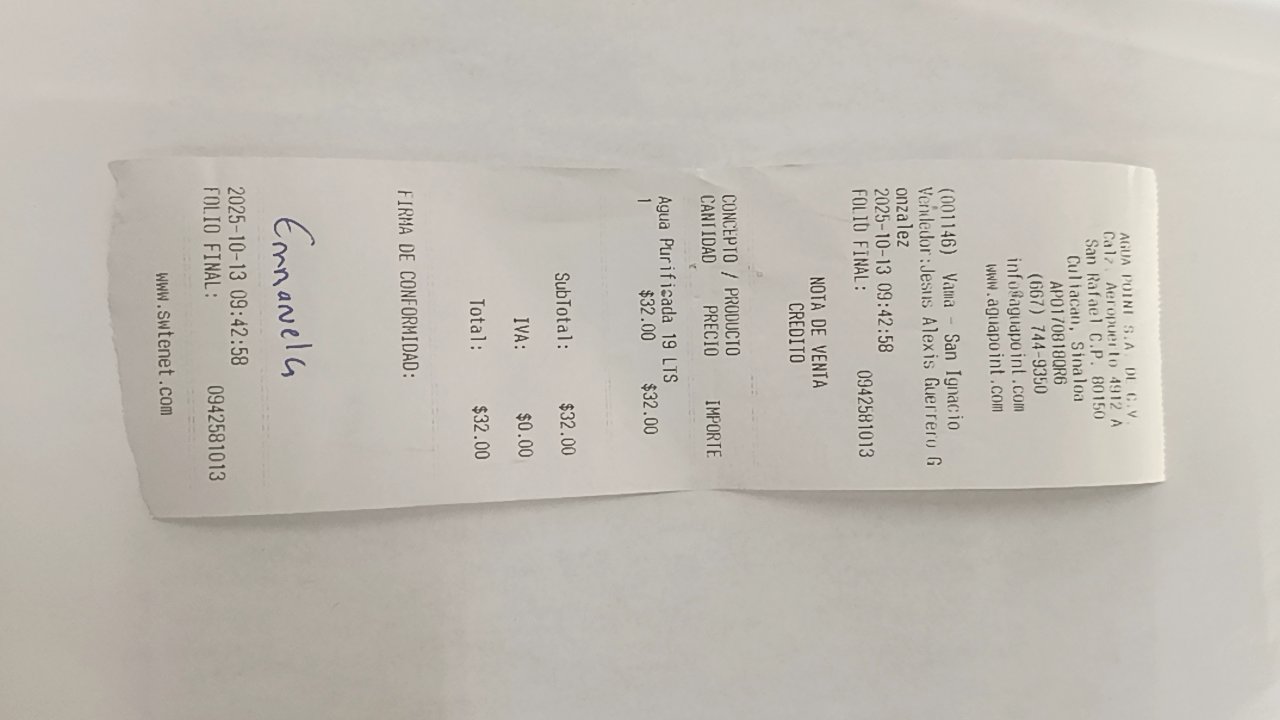 AGUA POINT S.A. DE C.V.
Calz. Aeropuerto 4912 A
San Rafael C.P. 80150
Culiacan, Sinaloa
APO170818QR6
(667) 744-9350
info@aguapoint.com
www.aguapoint.com
(001146) Vama - San Ignacio
Vendedor:Jesus Alexis Guerrero G
onzalez
2025-10-13 09:42:58
FOLIO FINAL: 0942581013
NOTA DE VENTA
CREDITO
CONCEPTO / PRODUCTO
CANTIDAD PRECIO IMPORTE
Agua Purificada 19 LTS
1 $32.00 $32.00
SubTotal: $32.00
IVA: $0.00
Total: $32.00
FIRMA DE CONFORMIDAD:
Emmanuel G
2025-10-13 09:42:58
FOLIO FINAL: 0942581013
www.swtenet.com